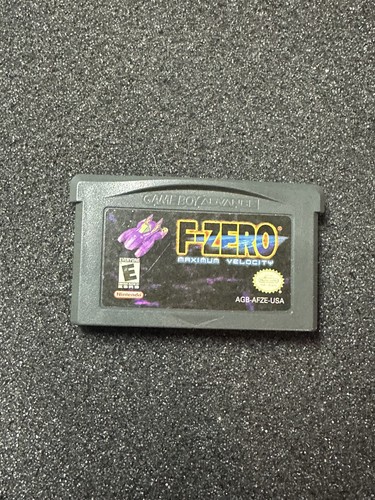 GAME BOY ADVANCE
F-ZERO®
MAXIMUM VELOCITY
E
Nintendo
AGB-AFZE-USA